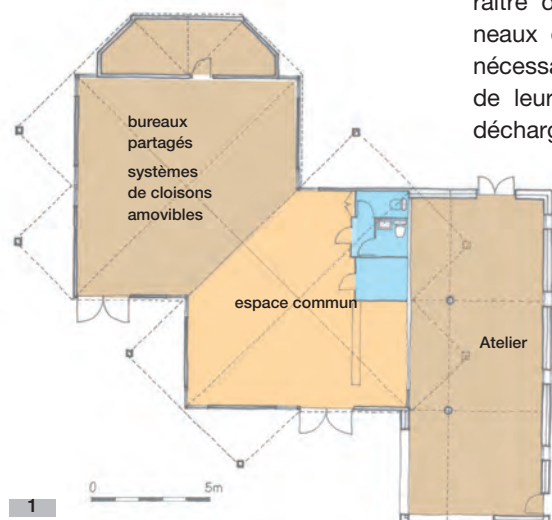 raître d
neaux
nécessa
de leur
décharg
bureaux
partagés
systèmes
de cloisons
amovibles
espace commun
Atelier
0 5m
1